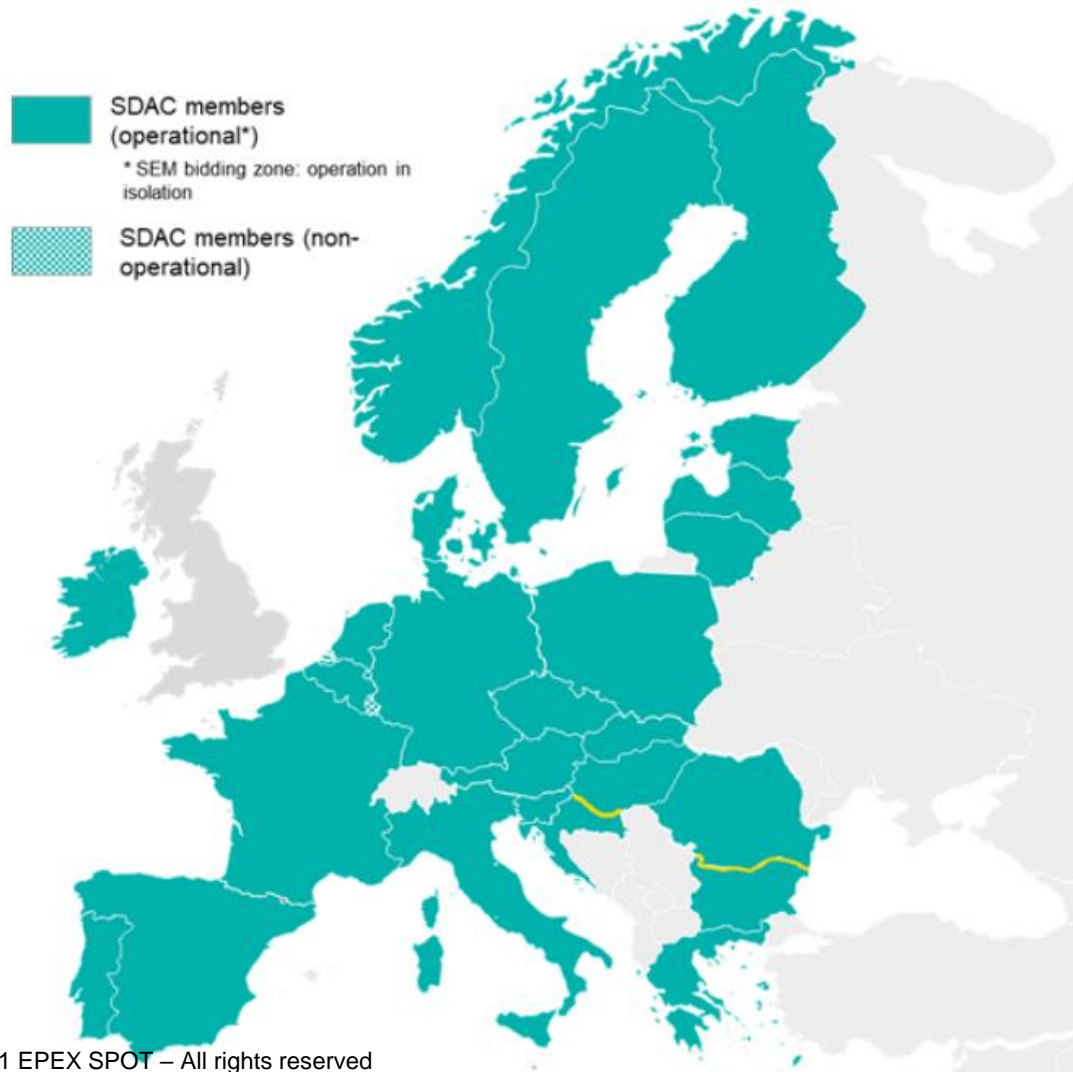 SDAC members
(operational*)
* SEM bidding zone: operation in
isolation
SDAC members (non-
operational)
1 EPEX SPOT – All rights reserved